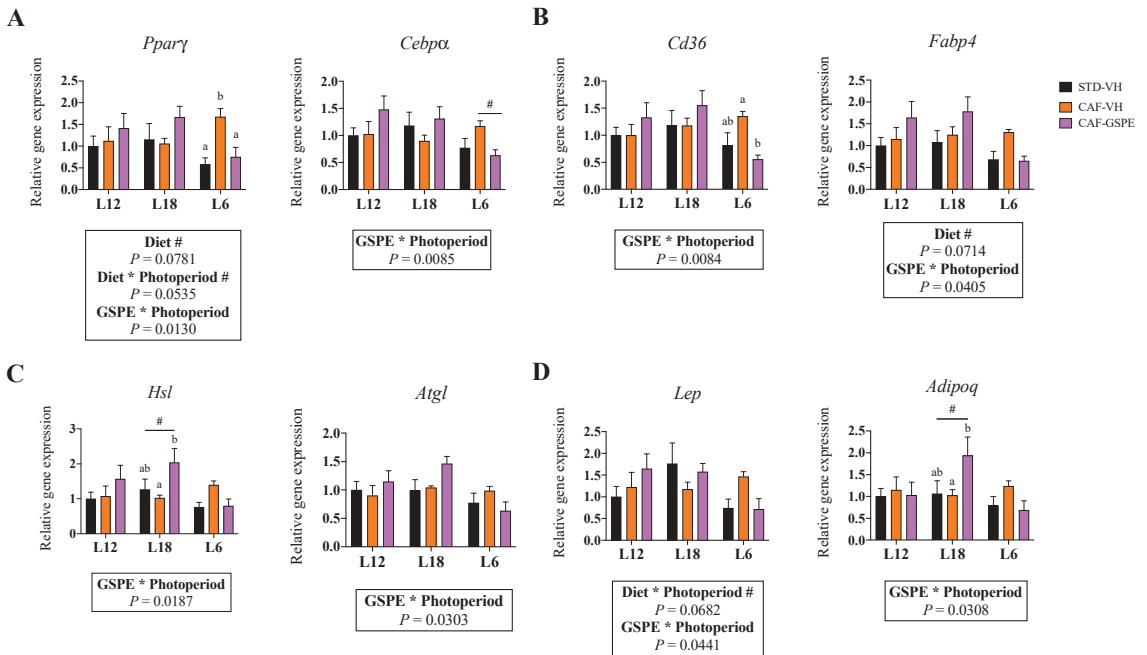 A
Pparγ
Relative gene expression
2.5
2.0
1.5
1.0
0.5
0.0
a
b
a
L12 L18 L6
Diet #
P = 0.0781
Diet * Photoperiod #
P = 0.0535
GSPE * Photoperiod
P = 0.0130
Cebpα
Relative gene expression
2.0
1.5
1.0
0.5
0.0
#
L12 L18 L6
GSPE * Photoperiod
P = 0.0085
B
Cd36
Relative gene expression
2.0
1.5
1.0
0.5
0.0
ab
a
b
L12 L18 L6
GSPE * Photoperiod
P = 0.0084
Fabp4
Relative gene expression
2.5
2.0
1.5
1.0
0.5
0.0
L12 L18 L6
Diet #
P = 0.0714
GSPE * Photoperiod
P = 0.0405
STD-VH
CAF-VH
CAF-GSPE
C
Hsl
Relative gene expression
3
2
1
0
#
ab
a
b
L12 L18 L6
GSPE * Photoperiod
P = 0.0187
Atgl
Relative gene expression
2.0
1.5
1.0
0.5
0.0
L12 L18 L6
GSPE * Photoperiod
P = 0.0303
D
Lep
Relative gene expression
2.5
2.0
1.5
1.0
0.5
0.0
L12 L18 L6
Diet * Photoperiod #
P = 0.0682
GSPE * Photoperiod
P = 0.0441
Adipoq
Relative gene expression
2.5
2.0
1.5
1.0
0.5
0.0
#
ab
a
b
L12 L18 L6
GSPE * Photoperiod
P = 0.0308